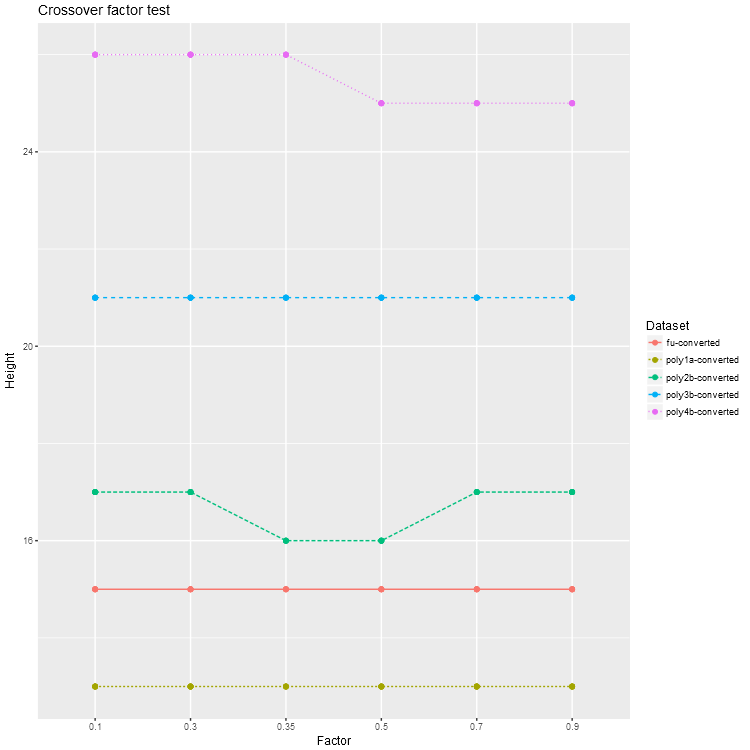 Crossover factor test
24
20
16
Height
0.1 0.3 0.35 0.5 0.7 0.9
Factor
Dataset
fu-converted
poly1a-converted
poly2b-converted
poly3b-converted
poly4b-converted